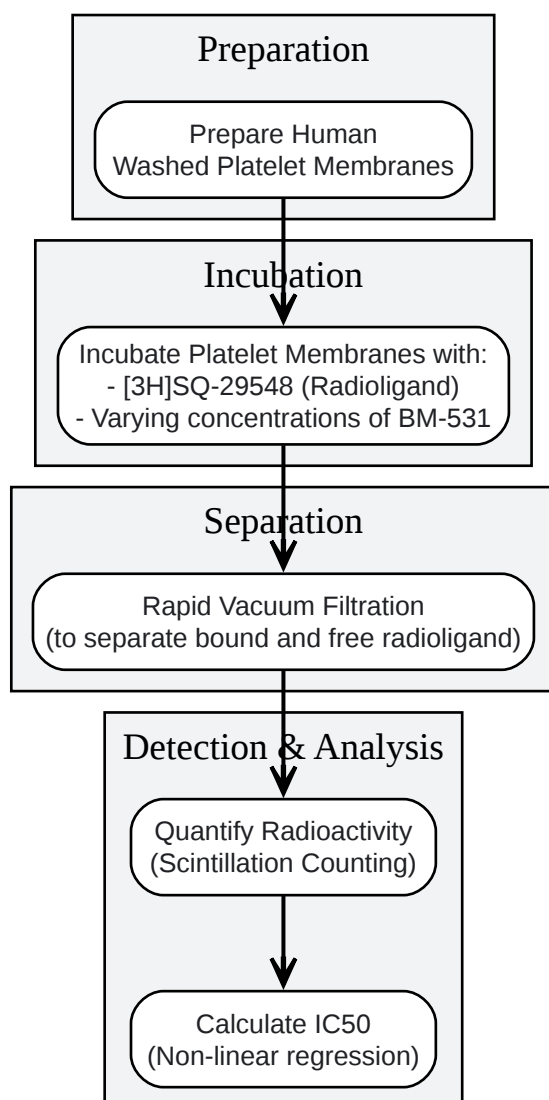 Preparation
Prepare Human
Washed Platelet Membranes
Incubation
Incubate Platelet Membranes with:
- [3H]SQ-29548 (Radioligand)
- Varying concentrations of BM-531
Separation
Rapid Vacuum Filtration
(to separate bound and free radioligand)
Detection & Analysis
Quantify Radioactivity
(Scintillation Counting)
Calculate IC50
(Non-linear regression)